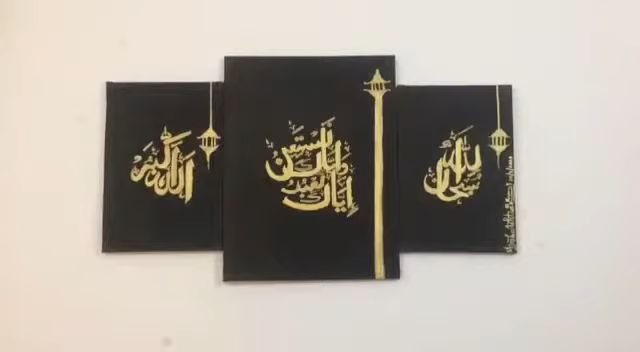 سبحان الله
إياك نعبد وإياك نستعين
الله أكبر